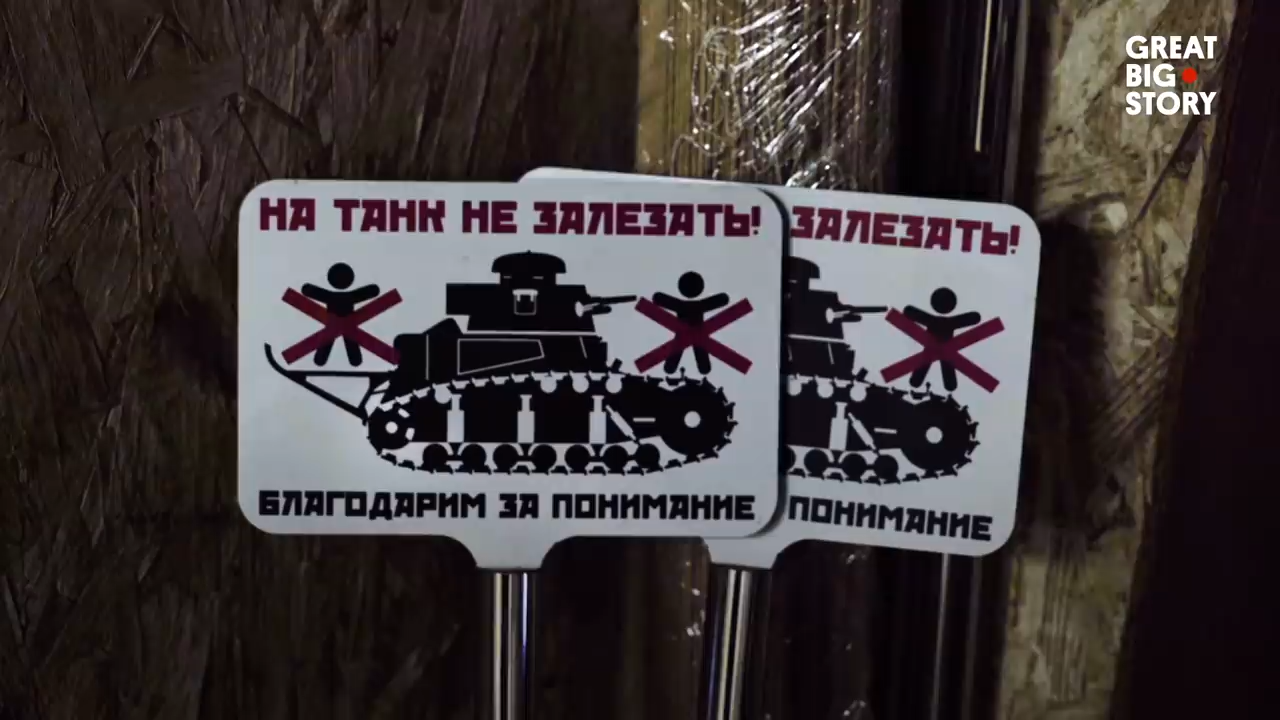 GREAT
BIG
STORY
НА ТАНК НЕ ЗАЛЕЗАТЬ!
БЛАГОДАРИМ ЗА ПОНИМАНИЕ
ЗАЛЕЗАТЬ!
ПОНИМАНИЕ